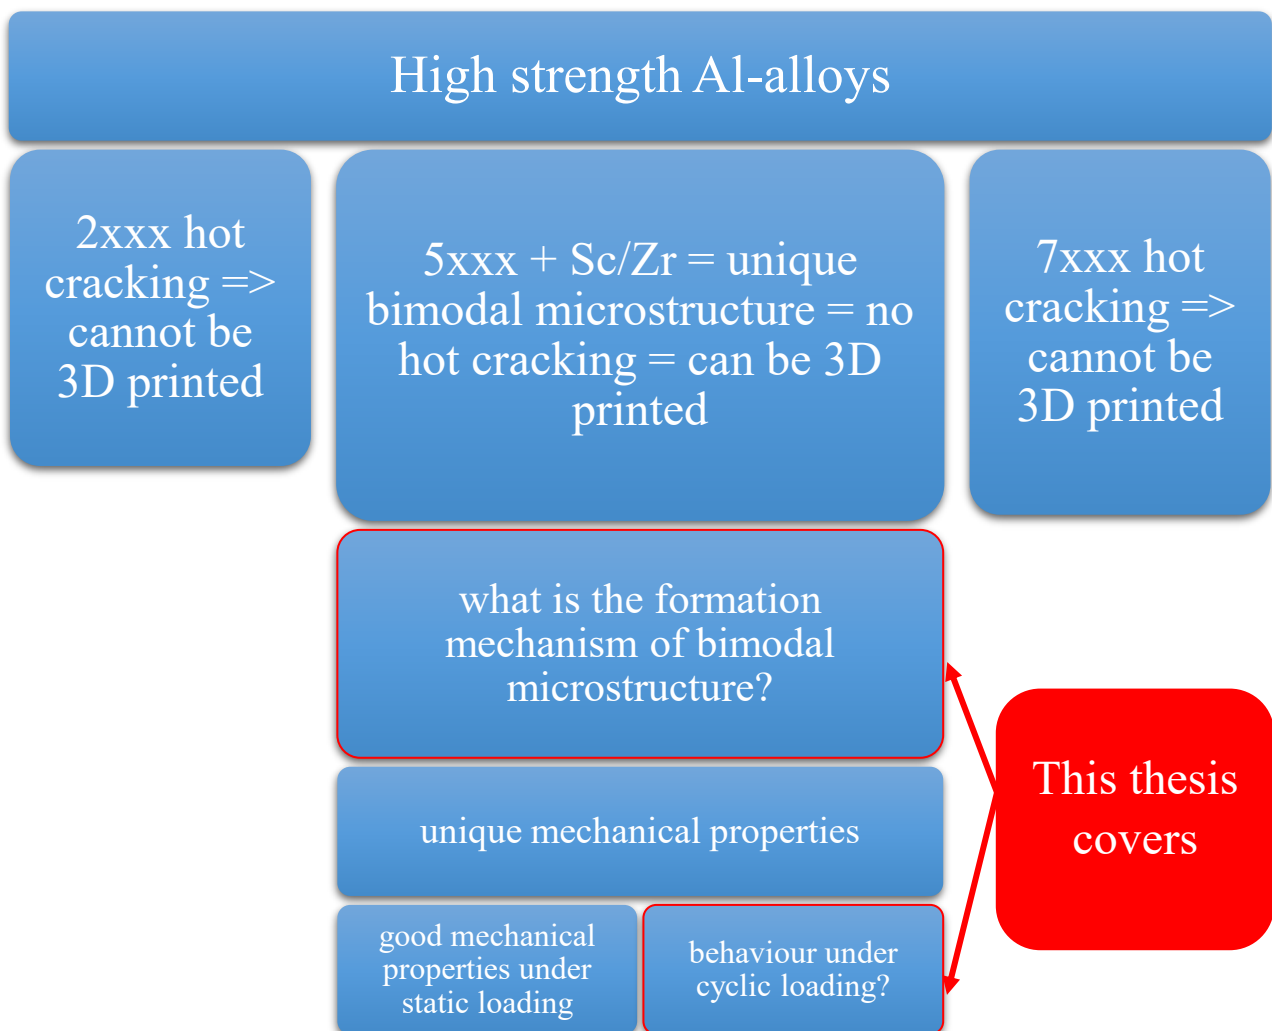 High strength Al-alloys
2xxx hot
cracking =>
cannot be
3D printed
5xxx + Sc/Zr = unique
bimodal microstructure = no
hot cracking = can be 3D
printed
7xxx hot
cracking =>
cannot be
3D printed
what is the formation
mechanism of bimodal
microstructure?
This thesis
covers
unique mechanical properties
good mechanical
properties under
static loading
behaviour under
cyclic loading?